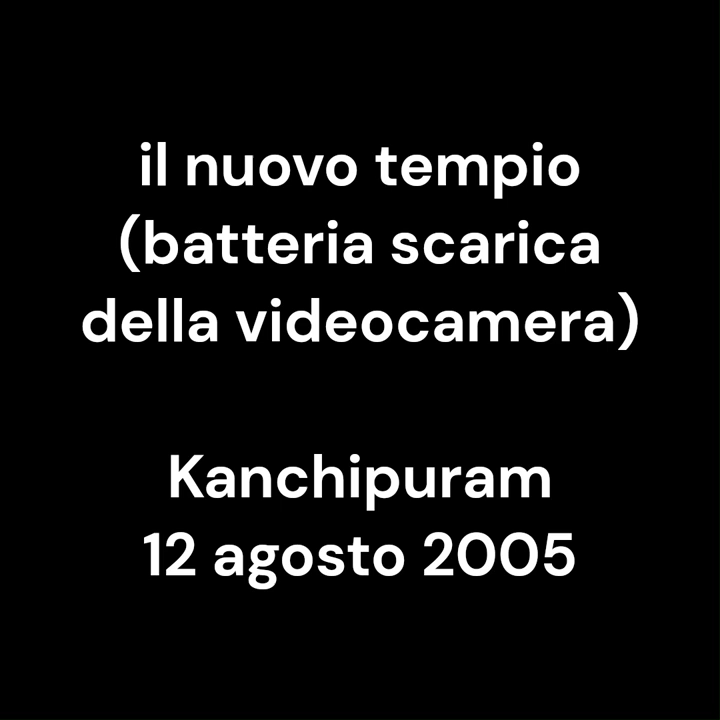 il nuovo tempio
(batteria scarica
della videocamera)
Kanchipuram
12 agosto 2005